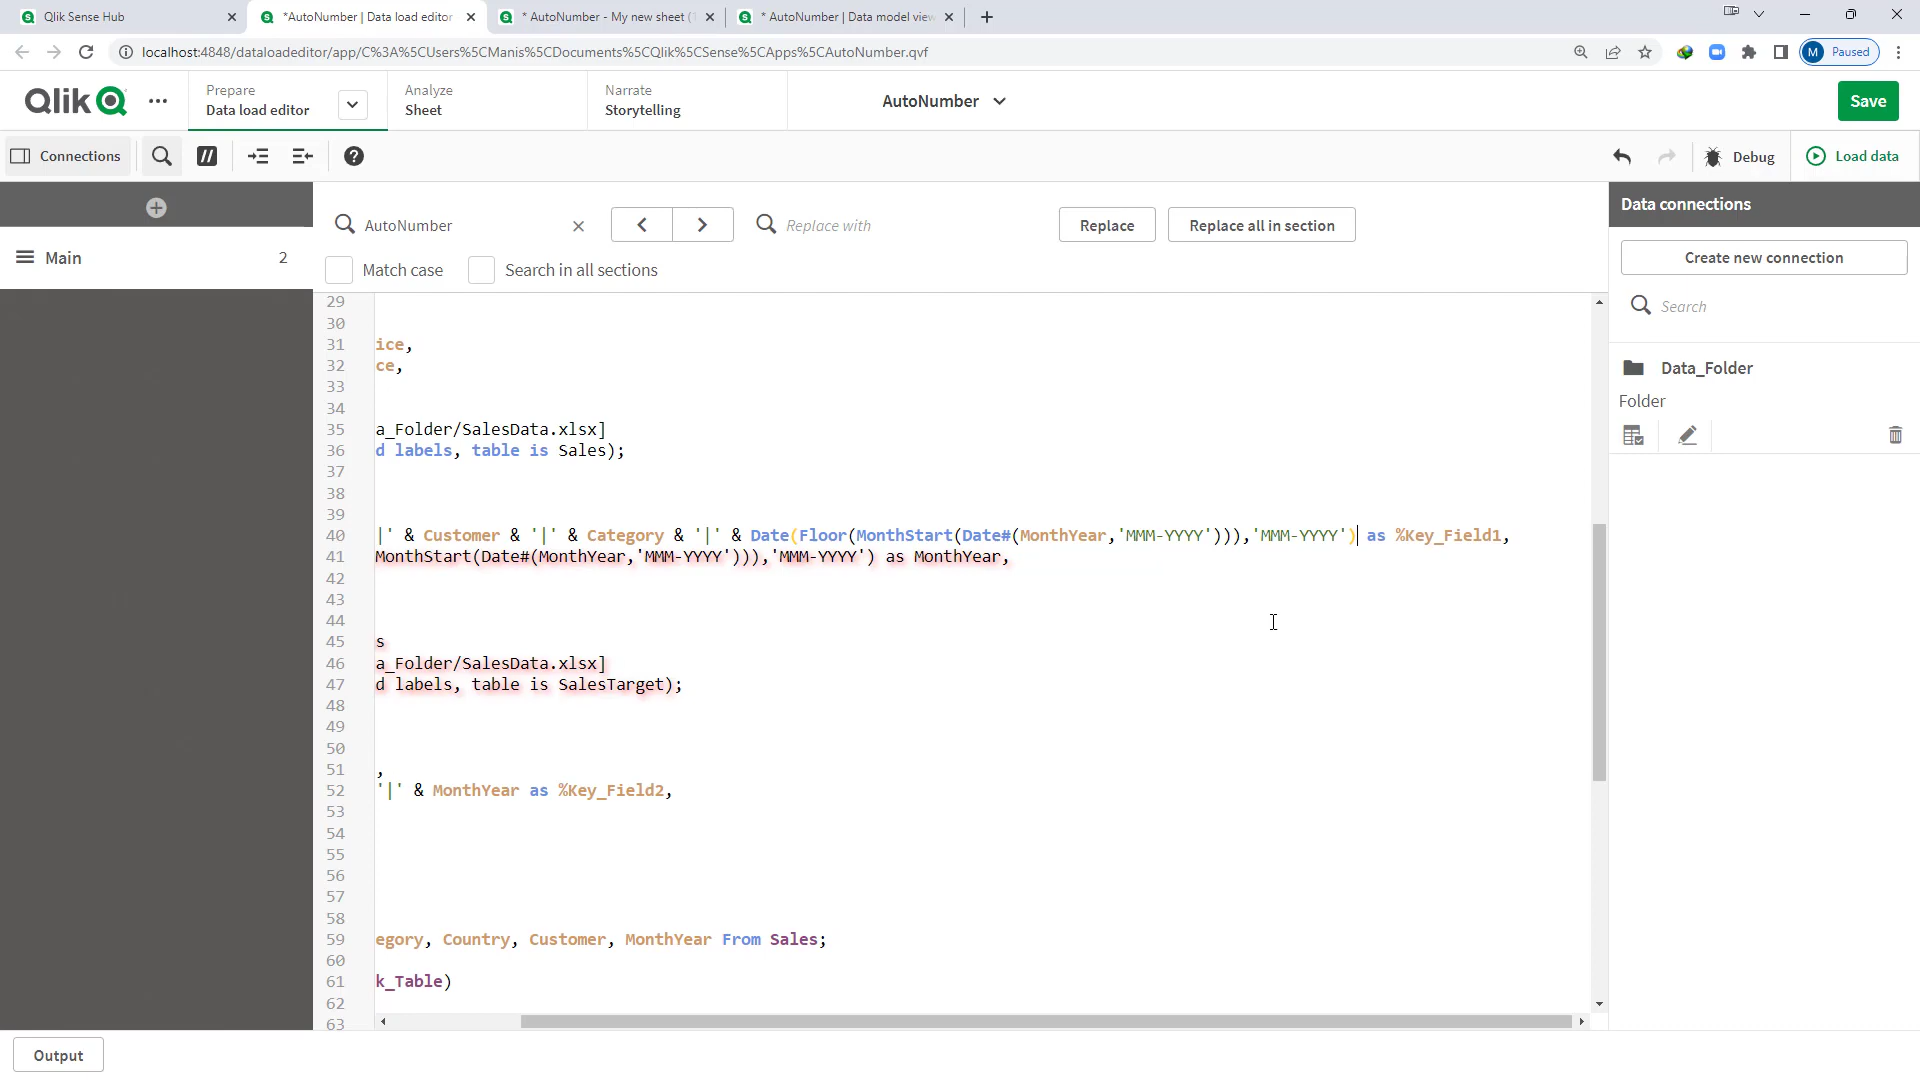 Qlik Sense Hub
*AutoNumber | Data load editor
* AutoNumber - My new sheet (1
* AutoNumber | Data model view
localhost:4848/dataloadeditor/app/C%3A%5CUsers%5CManis%5CDocuments%5CQlik%5CSense%5CApps%5CAutoNumber.qvf
M Paused
Qlik
Prepare
Data load editor
Analyze
Sheet
Narrate
Storytelling
AutoNumber
Save
Connections
Debug
Load data
Main 2
AutoNumber
Replace with
Replace
Replace all in section
Match case
Search in all sections
29
30
31 ice,
32 ce,
33
34
35 a_Folder/SalesData.xlsx]
36 d labels, table is Sales);
37
38
39
40 |' & Customer & '|' & Category & '|' & Date(Floor(MonthStart(Date#(MonthYear,'MMM-YYYY'))),'MMM-YYYY') as %Key_Field1,
41 MonthStart(Date#(MonthYear,'MMM-YYYY'))),'MMM-YYYY') as MonthYear,
42
43
44
45 s
46 a_Folder/SalesData.xlsx]
47 d labels, table is SalesTarget);
48
49
50
51 ,
52 '|' & MonthYear as %Key_Field2,
53
54
55
56
57
58
59 egory, Country, Customer, MonthYear From Sales;
60
61 k_Table)
62
63
Data connections
Create new connection
Search
Data_Folder
Folder
Output